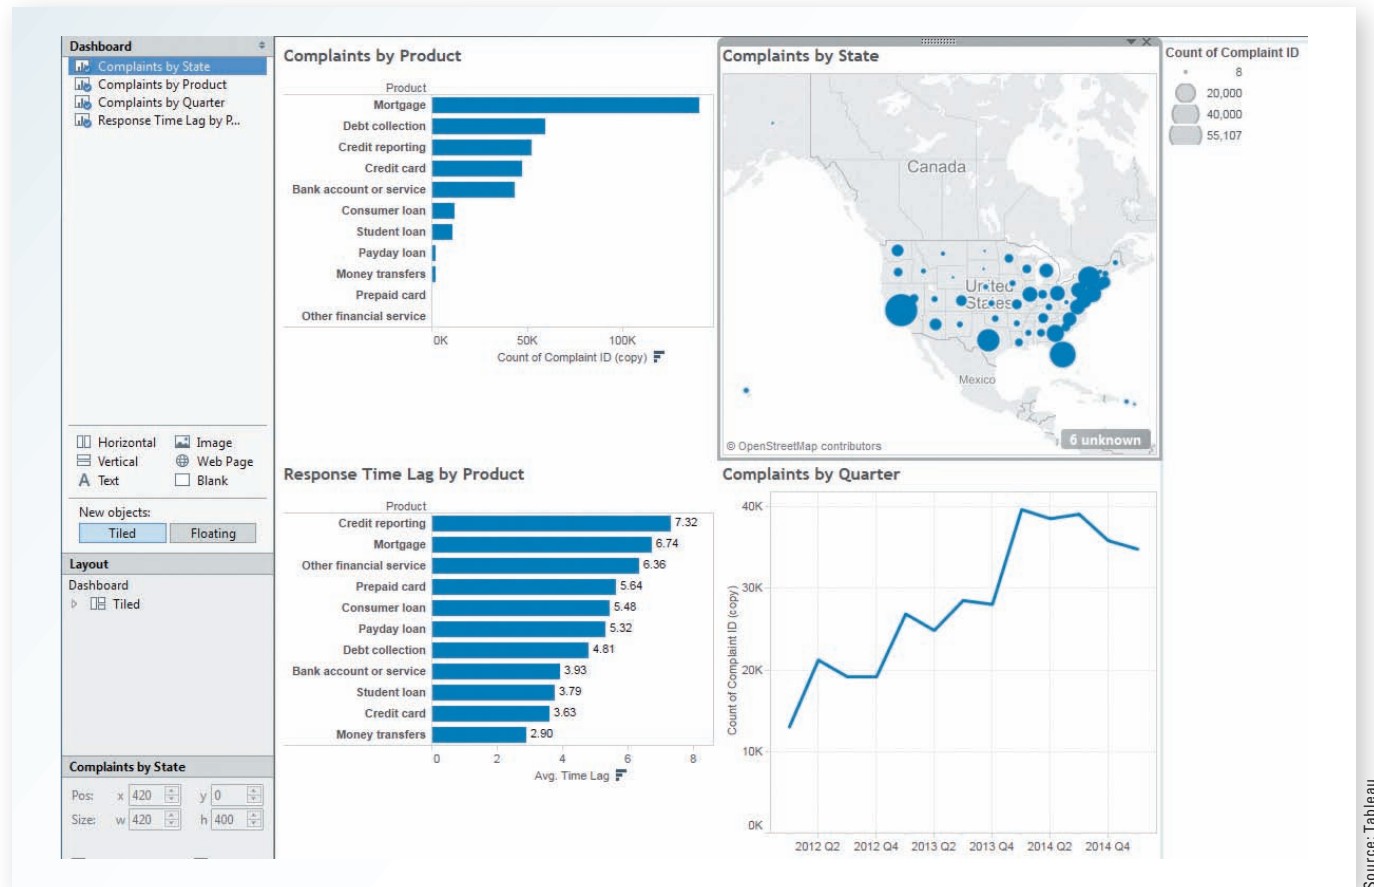 Dashboard
Complaints by State
Complaints by Product
Complaints by Quarter
Response Time Lag by P...
Horizontal
Image
Vertical
Web Page
A Text
Blank
New objects:
Tiled
Floating
Layout
Dashboard
Tiled
Complaints by State
Pos: x 420 y 0
Size: w 420 h 400
Complaints by Product
Product
Mortgage
Debt collection
Credit reporting
Credit card
Bank account or service
Consumer loan
Student loan
Payday loan
Money transfers
Prepaid card
Other financial service
0K 50K 100K
Count of Complaint ID (copy)
Complaints by State
Canada
United
States
Mexico
© OpenStreetMap contributors
6 unknown
Count of Complaint ID
8
20,000
40,000
55,107
Response Time Lag by Product
Product
Credit reporting 7.32
Mortgage 6.74
Other financial service 6.36
Prepaid card 5.64
Consumer loan 5.48
Payday loan 5.32
Debt collection 4.81
Bank account or service 3.93
Student loan 3.79
Credit card 3.63
Money transfers 2.90
0 2 4 6 8
Avg. Time Lag
Complaints by Quarter
Count of Complaint ID (copy)
40K
30K
20K
10K
0K
2012 Q2 2012 Q4 2013 Q2 2013 Q4 2014 Q2 2014 Q4
Source: Tableau